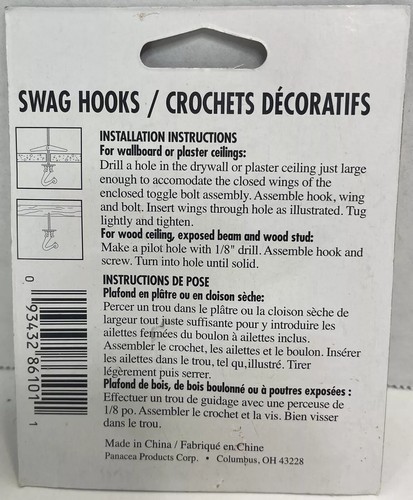 SWAG HOOKS / CROCHETS DÉCORATIFS
INSTALLATION INSTRUCTIONS
For wallboard or plaster ceilings:
Drill a hole in the drywall or plaster ceiling just large
enough to accomodate the closed wings of the
enclosed toggle bolt assembly. Assemble hook, wing
and bolt. Insert wings through hole as illustrated. Tug
lightly and tighten.
For wood ceiling, exposed beam and wood stud:
Make a pilot hole with 1/8" drill. Assemble hook and
screw. Turn into hole until solid.
INSTRUCTIONS DE POSE
Plafond en plâtre ou en cloison sèche:
Percer un trou dans le plâtre ou la cloison sèche de
largeur tout juste suffisante pour y introduire les
ailettes fermées du boulon à ailettes inclus.
Assembler le crochet, les ailettes et le boulon. Insérer
les ailettes dans le trou, tel qu'illustré. Tirer
légèrement puis serrer.
Plafond de bois, de bois boulonné ou à poutres exposées :
Effectuer un trou de guidage avec une perceuse de
1/8 po. Assembler le crochet et la vis. Bien visser
dans le trou.
Made in China / Fabriqué en Chine
Panacea Products Corp. • Columbus, OH 43228
0 93432 86101 1